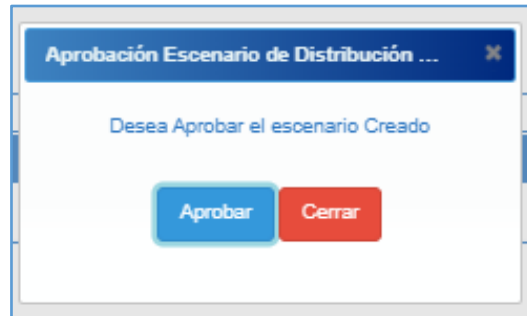 Aprobación Escenario de Distribución ...
Desea Aprobar el escenario Creado
Aprobar
Cerrar